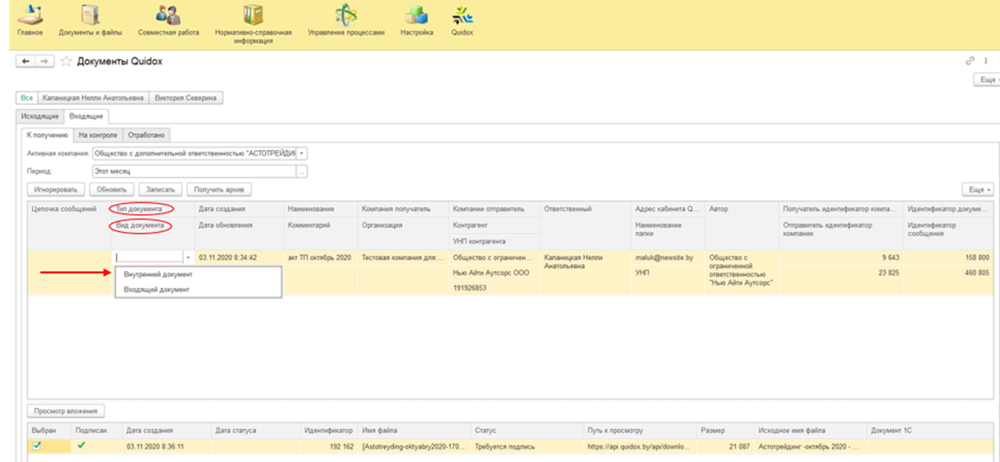 Главное Документы и файлы Совместная работа Нормативно-справочная информация Управление процессами Настройка Quidox
Документы Quidox
Еще
Все Капаницкая Нелли Анатольевна Виктория Северина
Исходящие Входящие
К получению На контроле Отработано
Активная компания: Общество с дополнительной ответственностью "АСТОТРЕЙДИ
Период: Этот месяц ...
Игнорировать Обновить Записать Получить архив Еще
Цепочка сообщений Тип документа Дата создания Наименование Компания получатель Компании отправитель Ответственный Адрес кабинета Q... Автор Получатель идентификатор компа... Идентификатор докуме...
Вид документа Дата обновления Комментарий Организация Контрагент Наименование папки Отправитель идентификатор компании Идентификатор сообщения
УНП контрагента
03.11.2020 8:34:42 акт ТП октябрь 2020 Тестовая компания для:... Общество с ограничен... Капаницкая Нелли Анатольевна maluk@newsite.by Общество с ограниченной ответственностью "Нью Айти Аутсорс" 9 643 158 800
Внутренний документ Нью Айти Аутсорс ООО УНП 23 825 460 805
Входящий документ 191926853
Просмотр вложения
Выбран Подписан Дата создания Дата статуса Идентификатор Имя файла Статус Путь к просмотру Размер Исходное имя файла Документ 1С
03.11.2020 8:36:11 192 162 [Astotreyding-oktyabry2020-170... Требуется подпись https://api.quidox.by/api/downlo... 21 087 Астотрейдинг -октябрь 2020 - ...